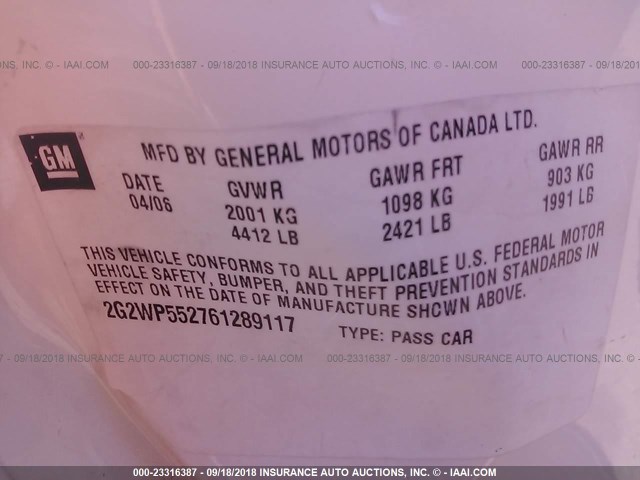 NS, INC. © - IAAI.COM 000-23316387 - 09/18/2018 INSURANCE AUTO AUCTIONS, INC. © - IAAI.COM 000-23316387 - 09/18/
GM
MFD BY GENERAL MOTORS OF CANADA LTD.
DATE GVWR GAWR FRT GAWR RR
04/06 2001 KG 1098 KG 903 KG
4412 LB 2421 LB 1991 LB
THIS VEHICLE CONFORMS TO ALL APPLICABLE U.S. FEDERAL MOTOR
VEHICLE SAFETY, BUMPER, AND THEFT PREVENTION STANDARDS IN
EFFECT ON THE DATE OF MANUFACTURE SHOWN ABOVE.
2G2WP552761289117 TYPE: PASS CAR
6387 - 09/18/2018 INSURANCE AUTO AUCTIONS, INC. © - IAAI.COM 000-23316387 - 09/18/2018 INSURANCE AUTO AUCTIONS, INC. ©
000-23316387 - 09/18/2018 INSURANCE AUTO AUCTIONS, INC. © - IAAI.COM